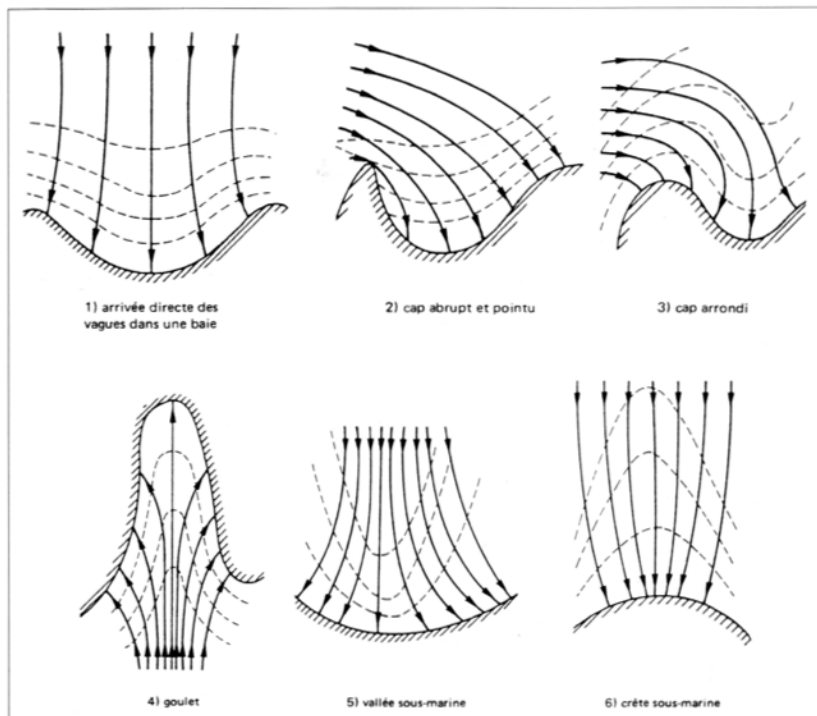 1) arrivée directe des
vagues dans une baie
2) cap abrupt et pointu
3) cap arrondi
4) goulet
5) vallée sous-marine
6) crête sous-marine